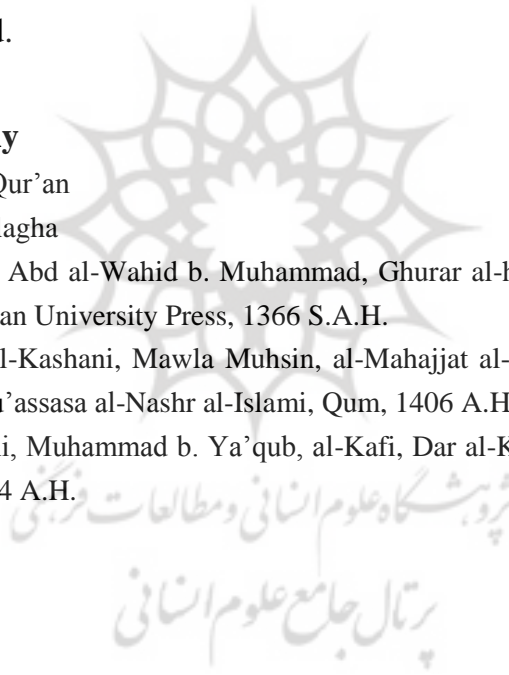 d.
y
Qur’an
lagha
Abd al-Wahid b. Muhammad, Ghurar al-h
an University Press, 1366 S.A.H.
l-Kashani, Mawla Muhsin, al-Mahajjat al-
u’assasa al-Nashr al-Islami, Qum, 1406 A.H
ni, Muhammad b. Ya’qub, al-Kafi, Dar al-K
4 A.H.
پژوهشگاه علوم انسانی و مطالعات فرهنگی
پرتال جامع علوم انسانی